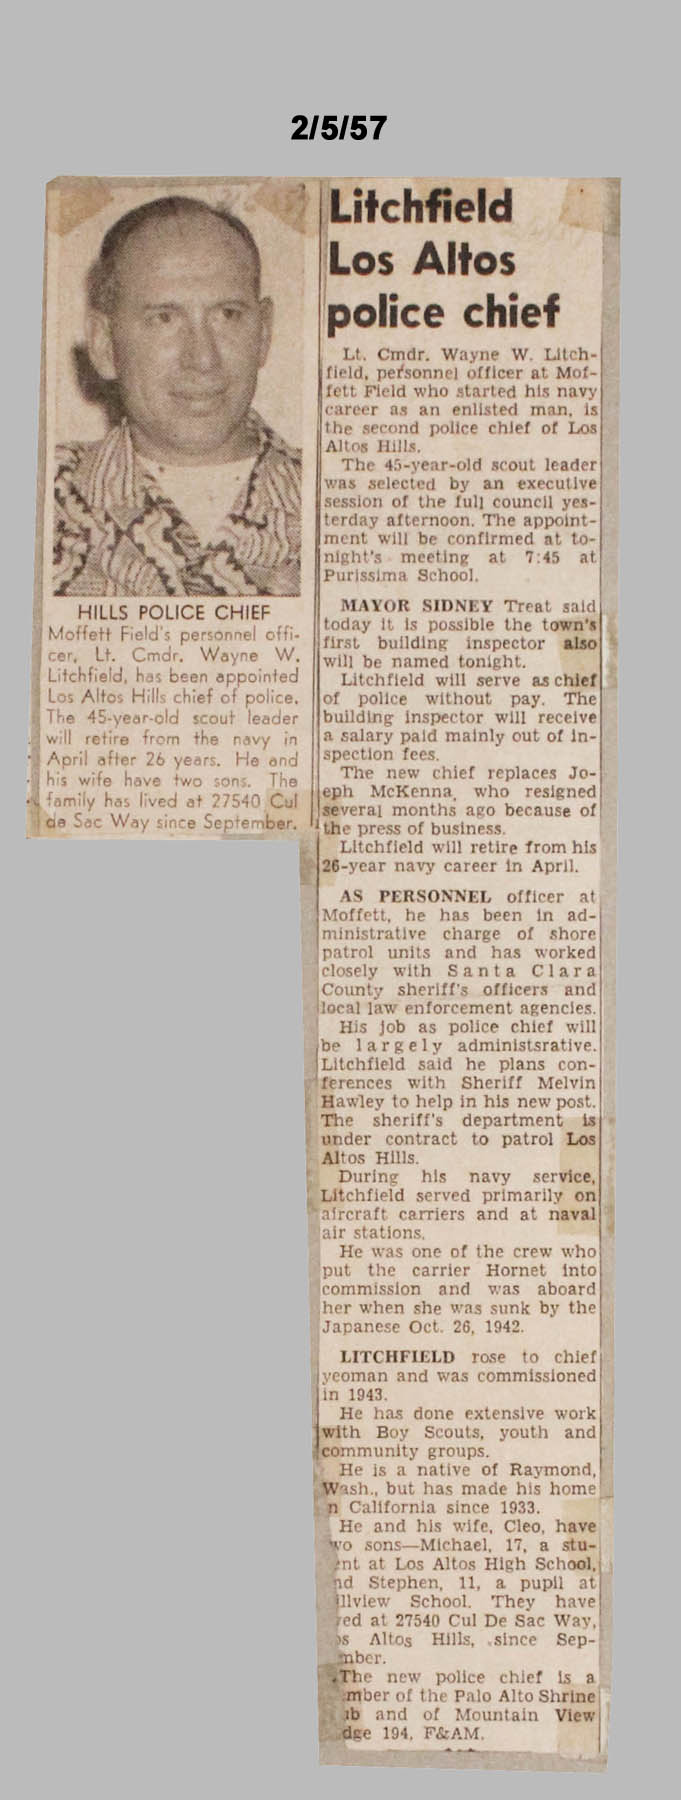 2/5/57
HILLS POLICE CHIEF
Moffett Field's personnel offi-
cer, Lt. Cmdr. Wayne W.
Litchfield, has been appointed
Los Altos Hills chief of police.
The 45-year-old scout leader
will retire from the navy in
April after 26 years. He and
his wife have two sons. The
family has lived at 27540 Cul
de Sac Way since September.
Litchfield
Los Altos
police chief
Lt. Cmdr. Wayne W. Litch-
field, personnel officer at Mof-
fett Field who started his navy
career as an enlisted man, is
the second police chief of Los
Altos Hills.
The 45-year-old scout leader
was selected by an executive
session of the full council yes-
terday afternoon. The appoint-
ment will be confirmed at to-
night's meeting at 7:45 at
Purissima School.
MAYOR SIDNEY Treat said
today it is possible the town's
first building inspector also
will be named tonight.
Litchfield will serve as chief
of police without pay. The
building inspector will receive
a salary paid mainly out of in-
spection fees.
The new chief replaces Jo-
eph McKenna, who resigned
several months ago because of
the press of business.
Litchfield will retire from his
26-year navy career in April.
AS PERSONNEL officer at
Moffett, he has been in ad-
ministrative charge of shore
patrol units and has worked
closely with Santa Clara
County sheriff's officers and
local law enforcement agencies.
His job as police chief will
be largely administsrative.
Litchfield said he plans con-
ferences with Sheriff Melvin
Hawley to help in his new post.
The sheriff's department is
under contract to patrol Los
Altos Hills.
During his navy service,
Litchfield served primarily on
aircraft carriers and at naval
air stations.
He was one of the crew who
put the carrier Hornet into
commission and was aboard
her when she was sunk by the
Japanese Oct. 26, 1942.
LITCHFIELD rose to chief
yeoman and was commissioned
in 1943.
He has done extensive work
with Boy Scouts, youth and
community groups.
He is a native of Raymond,
Wash., but has made his home
n California since 1933.
He and his wife, Cleo, have
wo sons—Michael, 17, a stu-
ent at Los Altos High School,
nd Stephen, 11, a pupil at
illview School. They have
ved at 27540 Cul De Sac Way,
os Altos Hills, since Sep-
mber.
The new police chief is a
mber of the Palo Alto Shrine
ub and of Mountain View
dge 194, F&AM.